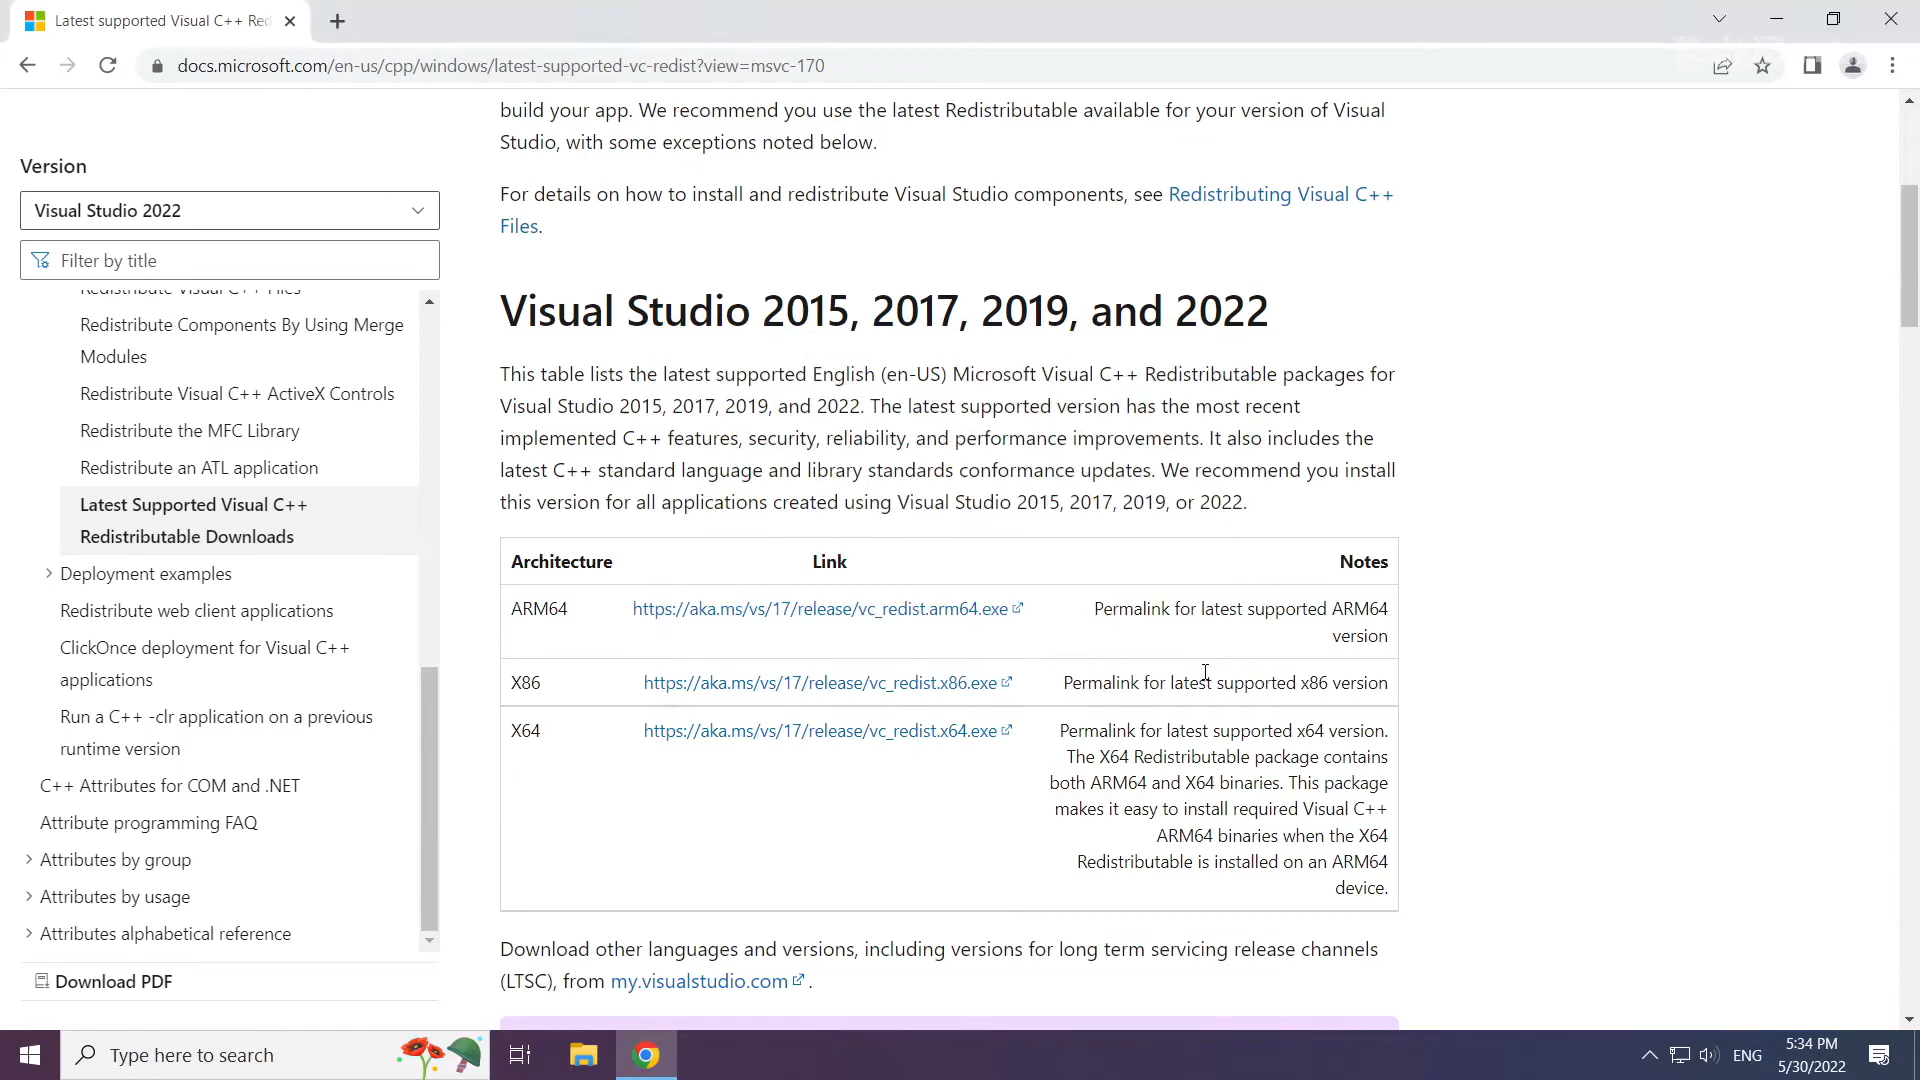 Latest supported Visual C++ Red
docs.microsoft.com/en-us/cpp/windows/latest-supported-vc-redist?view=msvc-170
Version
Visual Studio 2022
Filter by title
Redistribute Visual C++ Files
Redistribute Components By Using Merge
Modules
Redistribute Visual C++ ActiveX Controls
Redistribute the MFC Library
Redistribute an ATL application
Latest Supported Visual C++
Redistributable Downloads
Deployment examples
Redistribute web client applications
ClickOnce deployment for Visual C++
applications
Run a C++ -clr application on a previous
runtime version
C++ Attributes for COM and .NET
Attribute programming FAQ
Attributes by group
Attributes by usage
Attributes alphabetical reference
Download PDF
build your app. We recommend you use the latest Redistributable available for your version of Visual
Studio, with some exceptions noted below.
For details on how to install and redistribute Visual Studio components, see Redistributing Visual C++
Files.
Visual Studio 2015, 2017, 2019, and 2022
This table lists the latest supported English (en-US) Microsoft Visual C++ Redistributable packages for
Visual Studio 2015, 2017, 2019, and 2022. The latest supported version has the most recent
implemented C++ features, security, reliability, and performance improvements. It also includes the
latest C++ standard language and library standards conformance updates. We recommend you install
this version for all applications created using Visual Studio 2015, 2017, 2019, or 2022.
Architecture Link Notes
ARM64 https://aka.ms/vs/17/release/vc_redist.arm64.exe Permalink for latest supported ARM64
version
X86 https://aka.ms/vs/17/release/vc_redist.x86.exe Permalink for latest supported x86 version
X64 https://aka.ms/vs/17/release/vc_redist.x64.exe Permalink for latest supported x64 version.
The X64 Redistributable package contains
both ARM64 and X64 binaries. This package
makes it easy to install required Visual C++
ARM64 binaries when the X64
Redistributable is installed on an ARM64
device.
Download other languages and versions, including versions for long term servicing release channels
(LTSC), from my.visualstudio.com .
Type here to search
ENG
5:34 PM
5/30/2022